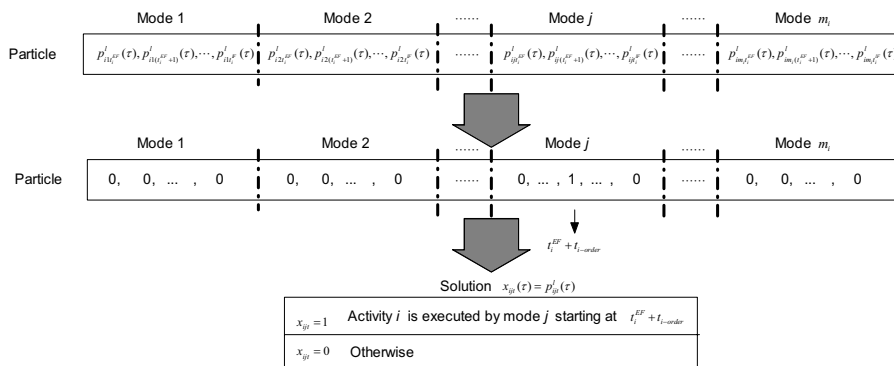 Mode 1 Mode 2 ...... Mode j ...... Mode m_i
Particle p^l_{i1t_i^{EF}}(τ), p^l_{i1(t_i^{EF}+1)}(τ), ⋯, p^l_{i1t_i^{lF}}(τ) p^l_{i2t_i^{EF}}(τ), p^l_{i2(t_i^{EF}+1)}(τ), ⋯, p^l_{i2t_i^{lF}}(τ) ...... p^l_{ijt_i^{EF}}(τ), p^l_{ij(t_i^{EF}+1)}(τ), ⋯, p^l_{ijt_i^{lF}}(τ) ...... p^l_{im_it_i^{EF}}(τ), p^l_{im_i(t_i^{EF}+1)}(τ), ⋯, p^l_{im_it_i^{lF}}(τ)
Mode 1 Mode 2 ...... Mode j ...... Mode m_i
Particle 0, 0, ... , 0 0, 0, ... , 0 ...... 0, ... , 1, ... , 0 ...... 0, 0, ... , 0
t_i^{EF} + t_{i-order}
Solution x_{ijt}(τ) = p^l_{ijt}(τ)
x_{ijt} = 1 Activity i is executed by mode j starting at t_i^{EF} + t_{i-order}
x_{ijt} = 0 Otherwise